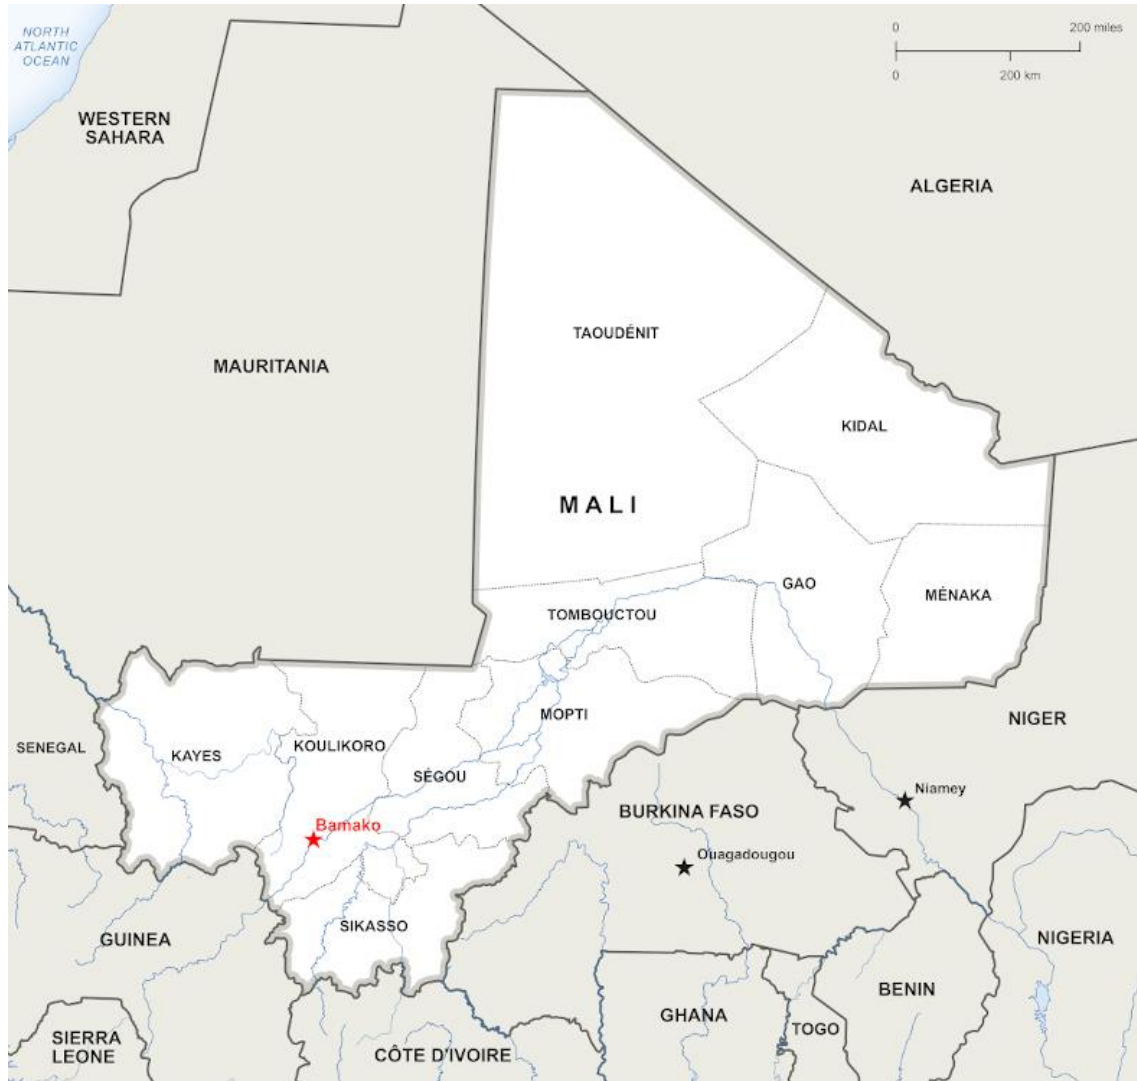 NORTH
ATLANTIC
OCEAN
0
200 miles
0
200 km
WESTERN
SAHARA
ALGERIA
MAURITANIA
TAOUDÉNIT
KIDAL
MALI
GAO
MÉNAKA
TOMBOUCTOU
MOPTI
NIGER
SENEGAL
KAYES
KOULIKORO
SÉGOU
Niamey
BURKINA FASO
Bamako
Ouagadougou
SIKASSO
GUINEA
NIGERIA
BENIN
GHANA
TOGO
SIERRA
LEONE
CÔTE D'IVOIRE